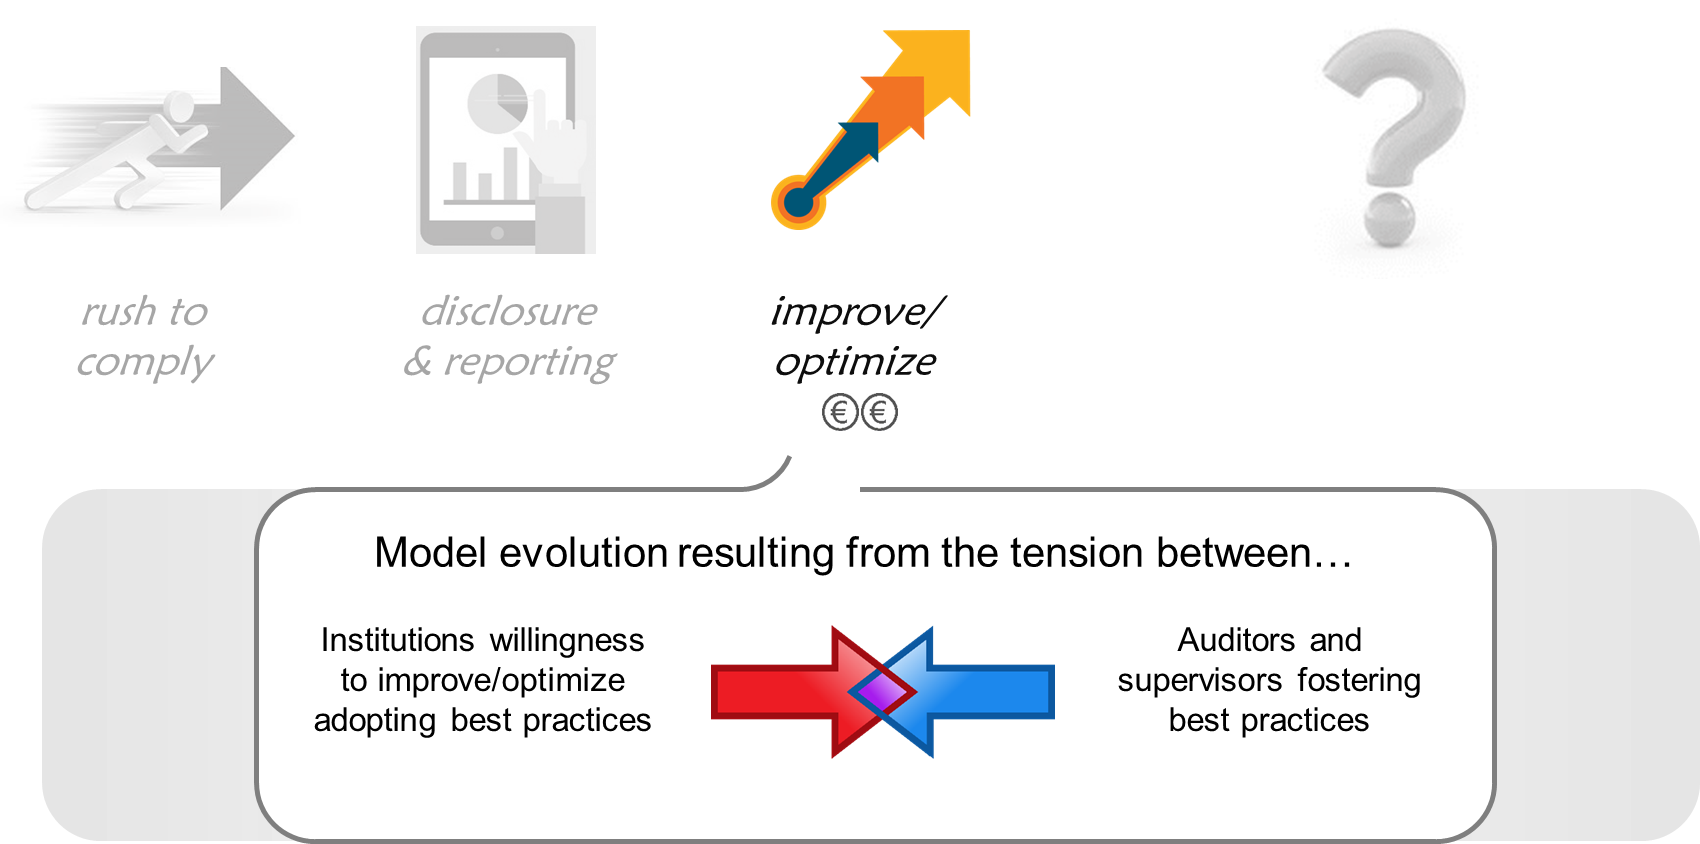 rush to
comply
disclosure
& reporting
improve/
optimize
€€
Model evolution resulting from the tension between…
Institutions willingness
to improve/optimize
adopting best practices
Auditors and
supervisors fostering
best practices